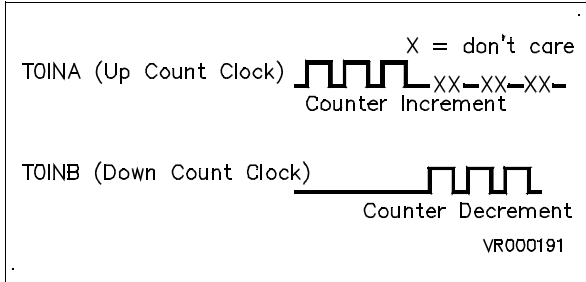 X = don't care
T0INA (Up Count Clock)
XX XX XX
Counter Increment
T0INB (Down Count Clock)
Counter Decrement
VR000191